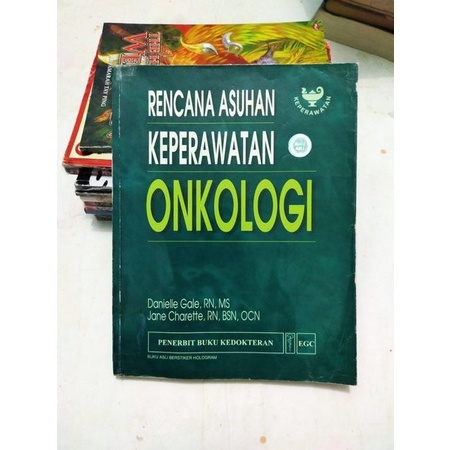 RENCANA ASUHAN
KEPERAWATAN
ONKOLOGI
KEPERAWATAN
Danielle Gale, RN, MS
Jane Charette, RN, BSN, OCN
PENERBIT BUKU KEDOKTERAN
EGC
BUKU ASLI BERSTIKER HOLOGRAM